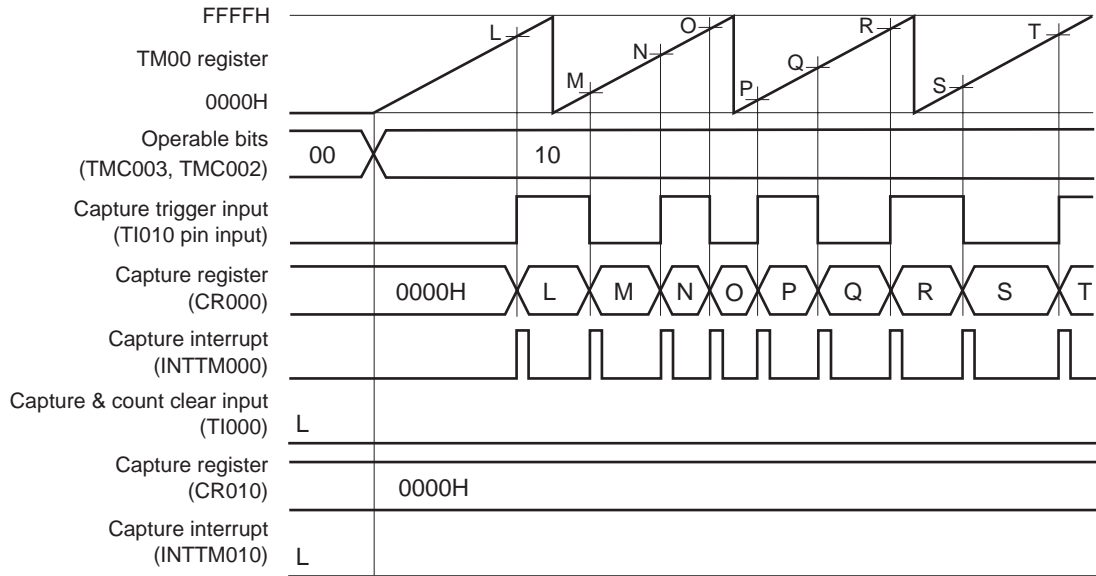 FFFFH
TM00 register
0000H
L
M
N
O
P
Q
R
S
T
Operable bits
(TMC003, TMC002)
00
10
Capture trigger input
(TI010 pin input)
Capture register
(CR000)
0000H
L
M
N
O
P
Q
R
S
T
Capture interrupt
(INTTM000)
Capture & count clear input
(TI000)
L
Capture register
(CR010)
0000H
Capture interrupt
(INTTM010)
L